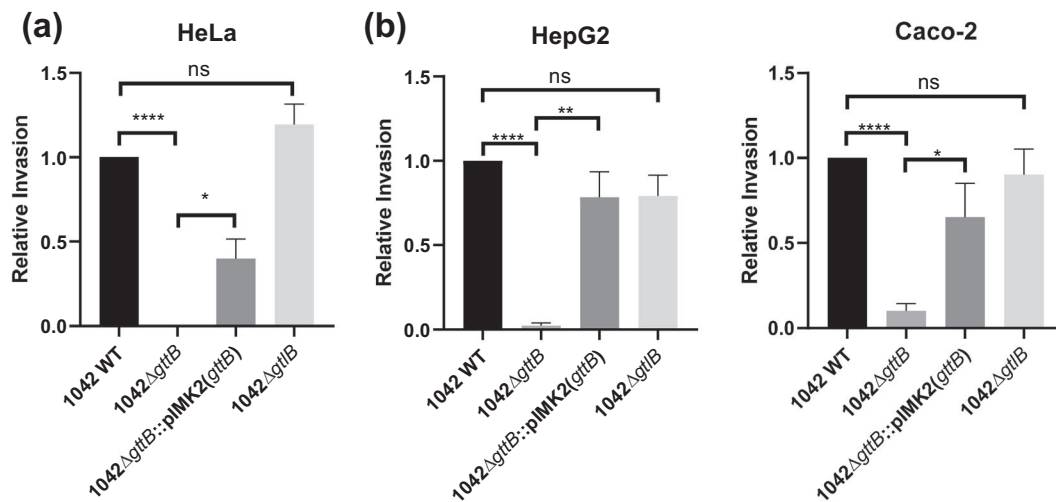 (a)
HeLa
Relative Invasion
1.5
1.0
0.5
0.0
ns
****
*
1042 WT
1042ΔgttB
1042ΔgttB::pIMK2(gttB)
1042ΔgtlB
(b)
HepG2
Relative Invasion
1.5
1.0
0.5
0.0
ns
****
**
1042 WT
1042ΔgttB
1042ΔgttB::pIMK2(gttB)
1042ΔgtlB
Caco-2
Relative Invasion
1.5
1.0
0.5
0.0
ns
****
*
1042 WT
1042ΔgttB
1042ΔgttB::pIMK2(gttB)
1042ΔgtlB